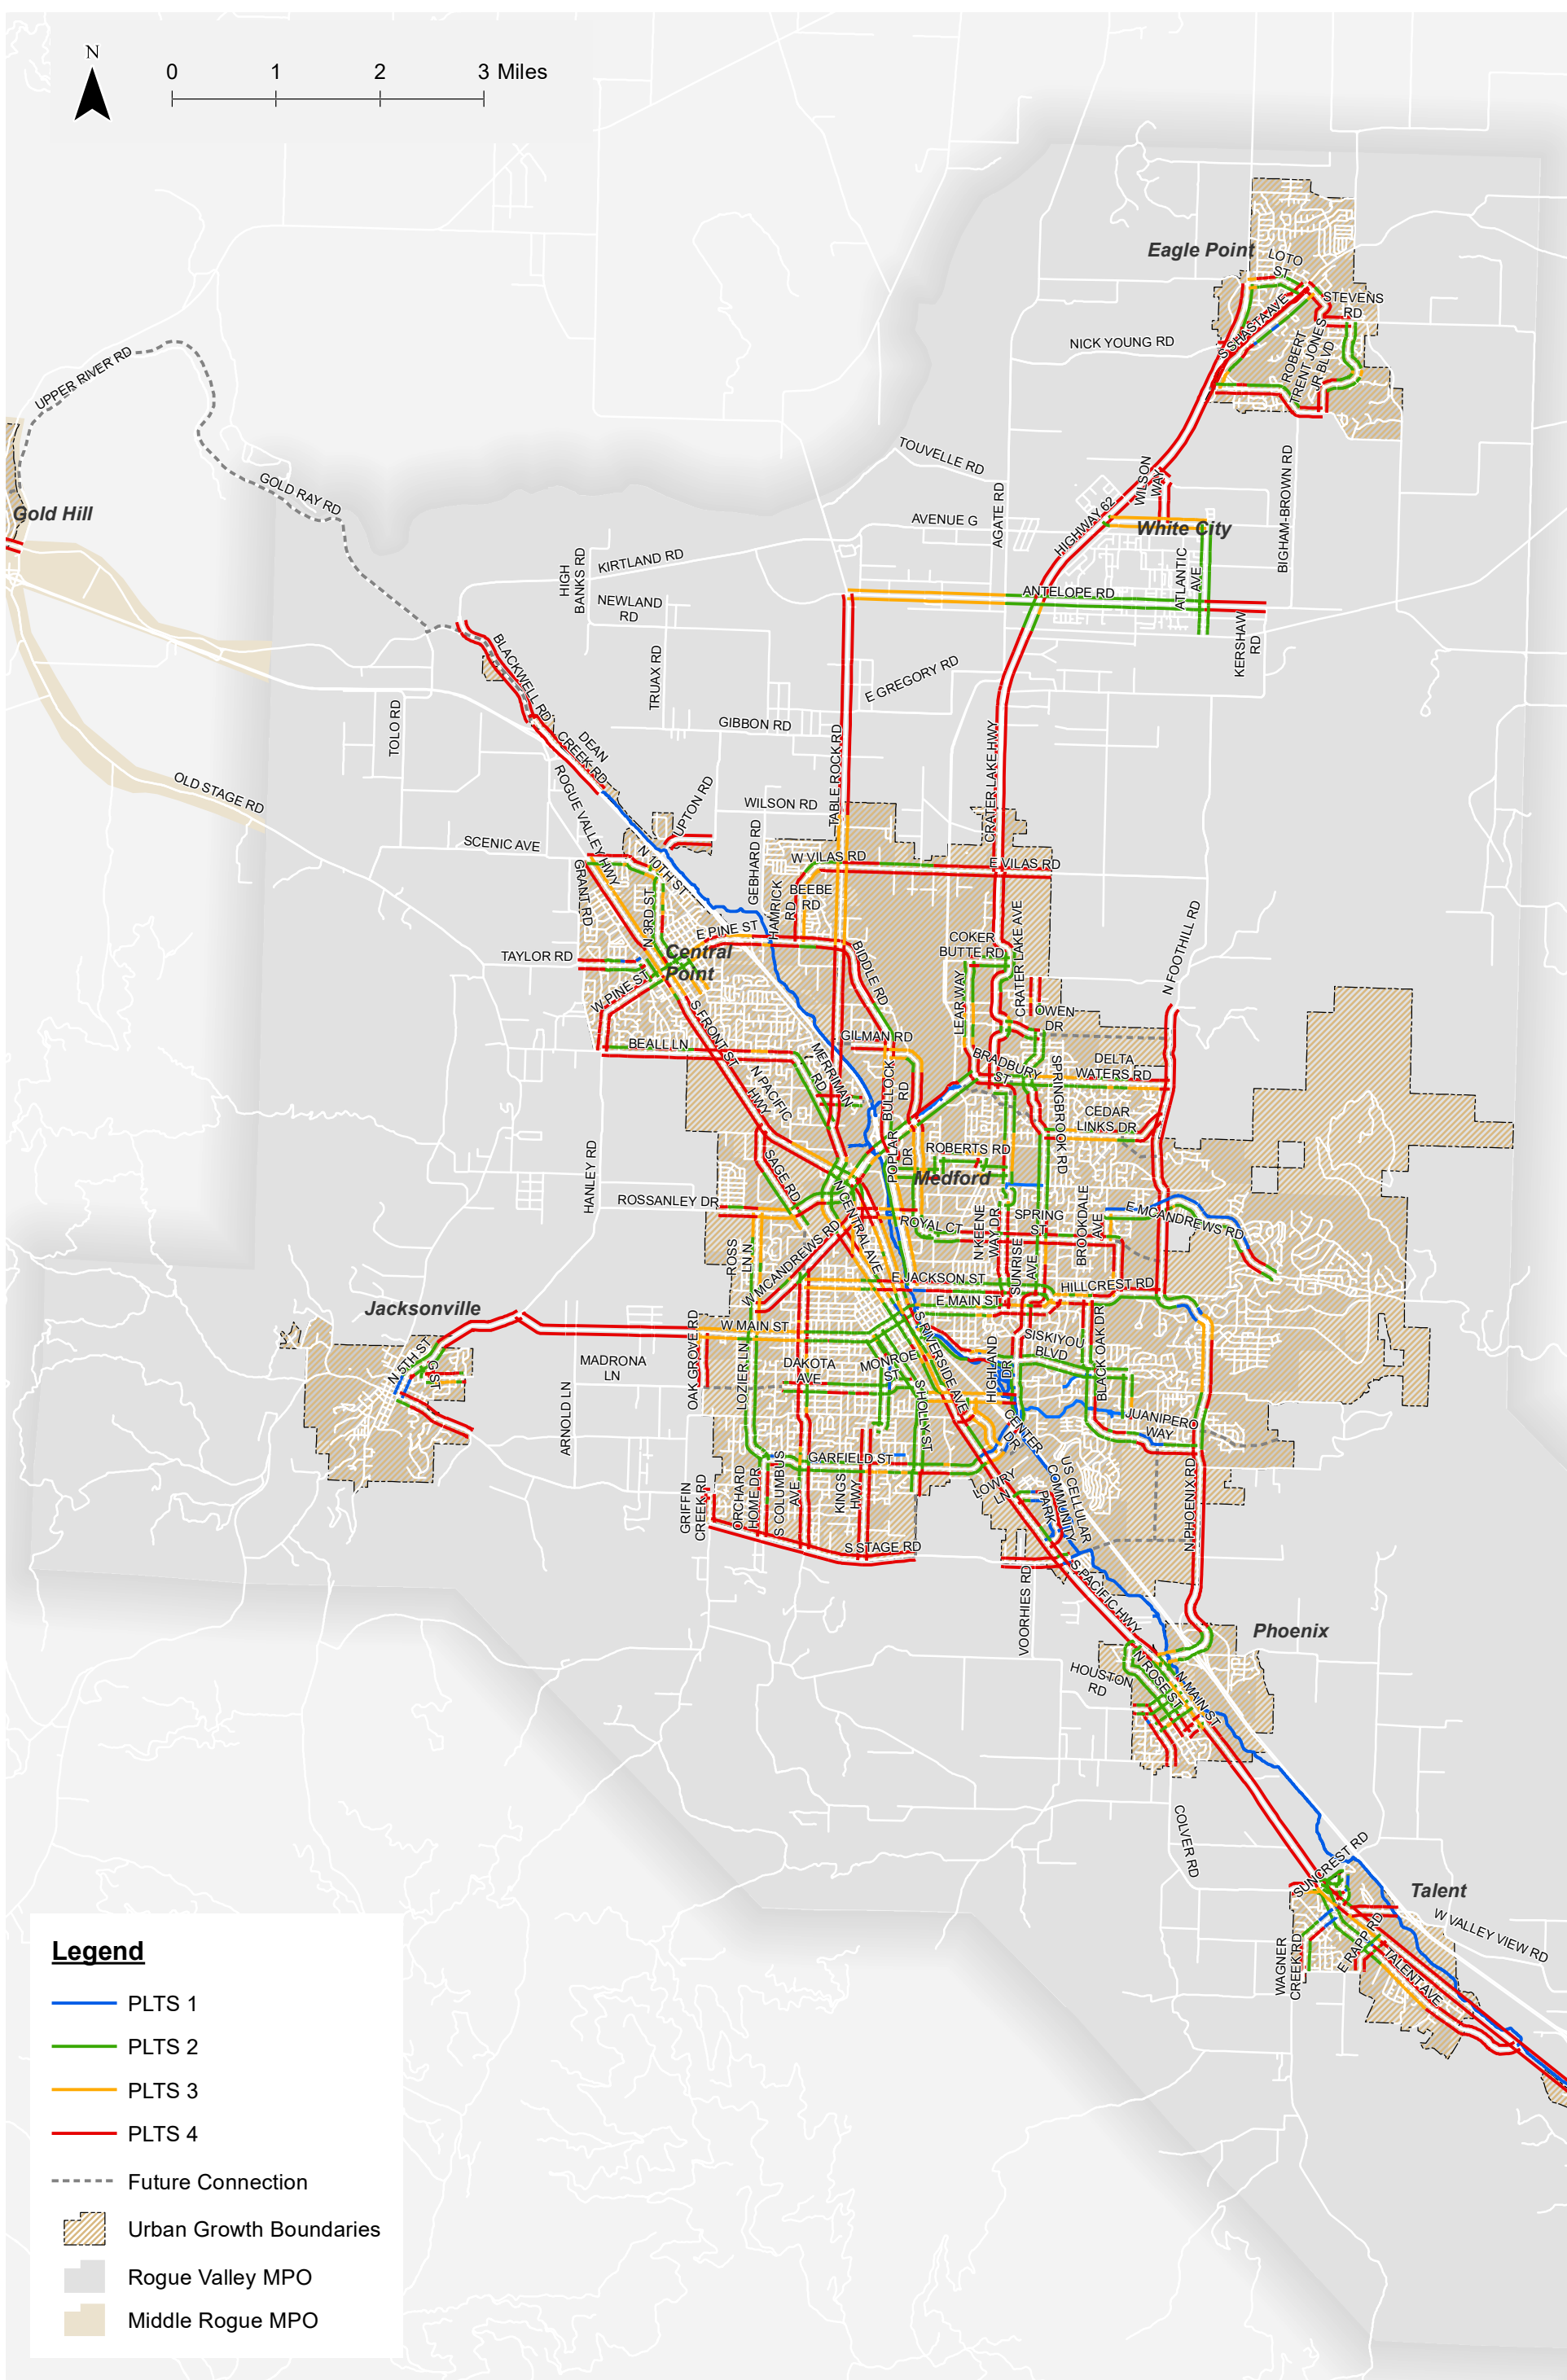 N
0 1 2 3 Miles
Eagle Point
LOTO
ST
STEVENS
RD
S SHASTA AVE
NICK YOUNG RD
ROBERT
TRENT JONES
JR BLVD
UPPER RIVER RD
GOLD RAY RD
Gold Hill
TOUVELLE RD
AGATE RD
WILSON
WAY
BIGHAM-BROWN RD
AVENUE G
HIGHWAY 62
White City
HIGH
BANKS RD
KIRTLAND RD
NEWLAND
RD
ANTELOPE RD
ATLANTIC
AVE
KERSHAW
RD
BLACKWELL RD
TRUAX RD
E GREGORY RD
TOLO RD
GIBBON RD
TABLE ROCK RD
CRATER LAKE HWY
DEAN
CREEK RD
OLD STAGE RD
ROGUE VALLEY HWY
UPTON RD
WILSON RD
SCENIC AVE
N 10TH ST
GEBHARD RD
W VILAS RD
E VILAS RD
GRANT RD
N 3RD ST
HAMRICK
RD
BEEBE
RD
E PINE ST
Central
Point
TAYLOR RD
W PINE ST
BIDDLE RD
COKER
BUTTE RD
CRATER LAKE AVE
LEAR WAY
N FOOTHILL RD
OWEN
DR
S FRONT ST
BEALL LN
GILMAN RD
MERRIMAN
RD
BULLOCK
RD
BRADBURY
ST
DELTA
WATERS RD
N PACIFIC
HWY
SPRINGBROOK RD
CEDAR
LINKS DR
HANLEY RD
SAGE RD
POPLAR
DR
ROBERTS RD
Medford
ROSSANLEY DR
N CENTRAL AVE
ROYAL CT
N KEENE
WAY DR
SPRING
ST
BROOKDALE
AVE
E MCANDREWS RD
ROSS
LN N
W MCANDREWS RD
SUNRISE
AVE
E JACKSON ST
HILLCREST RD
Jacksonville
E MAIN ST
W MAIN ST
OAK GROVE RD
S RIVERSIDE AVE
SISKIYOU
BLVD
BLACK OAK DR
N 5TH ST
G ST
MADRONA
LN
LOZIER LN
DAKOTA
AVE
MONROE
ST
HIGHLAND
DR
ARNOLD LN
S HOLLY ST
CENTER
DR
JUANIPERO
WAY
GARFIELD ST
GRIFFIN
CREEK RD
ORCHARD
HOME DR
S COLUMBUS
AVE
KINGS
HWY
LOWRY
LN
US CELLULAR
COMMUNITY
PARK
N PHOENIX RD
S STAGE RD
VOORHIES RD
S PACIFIC HWY
Phoenix
HOUSTON
RD
N ROSE ST
N MAIN ST
COLVER RD
SUNCREST RD
Talent
W VALLEY VIEW RD
WAGNER
CREEK RD
E RAPP RD
TALENT AVE
Legend
PLTS 1
PLTS 2
PLTS 3
PLTS 4
Future Connection
Urban Growth Boundaries
Rogue Valley MPO
Middle Rogue MPO